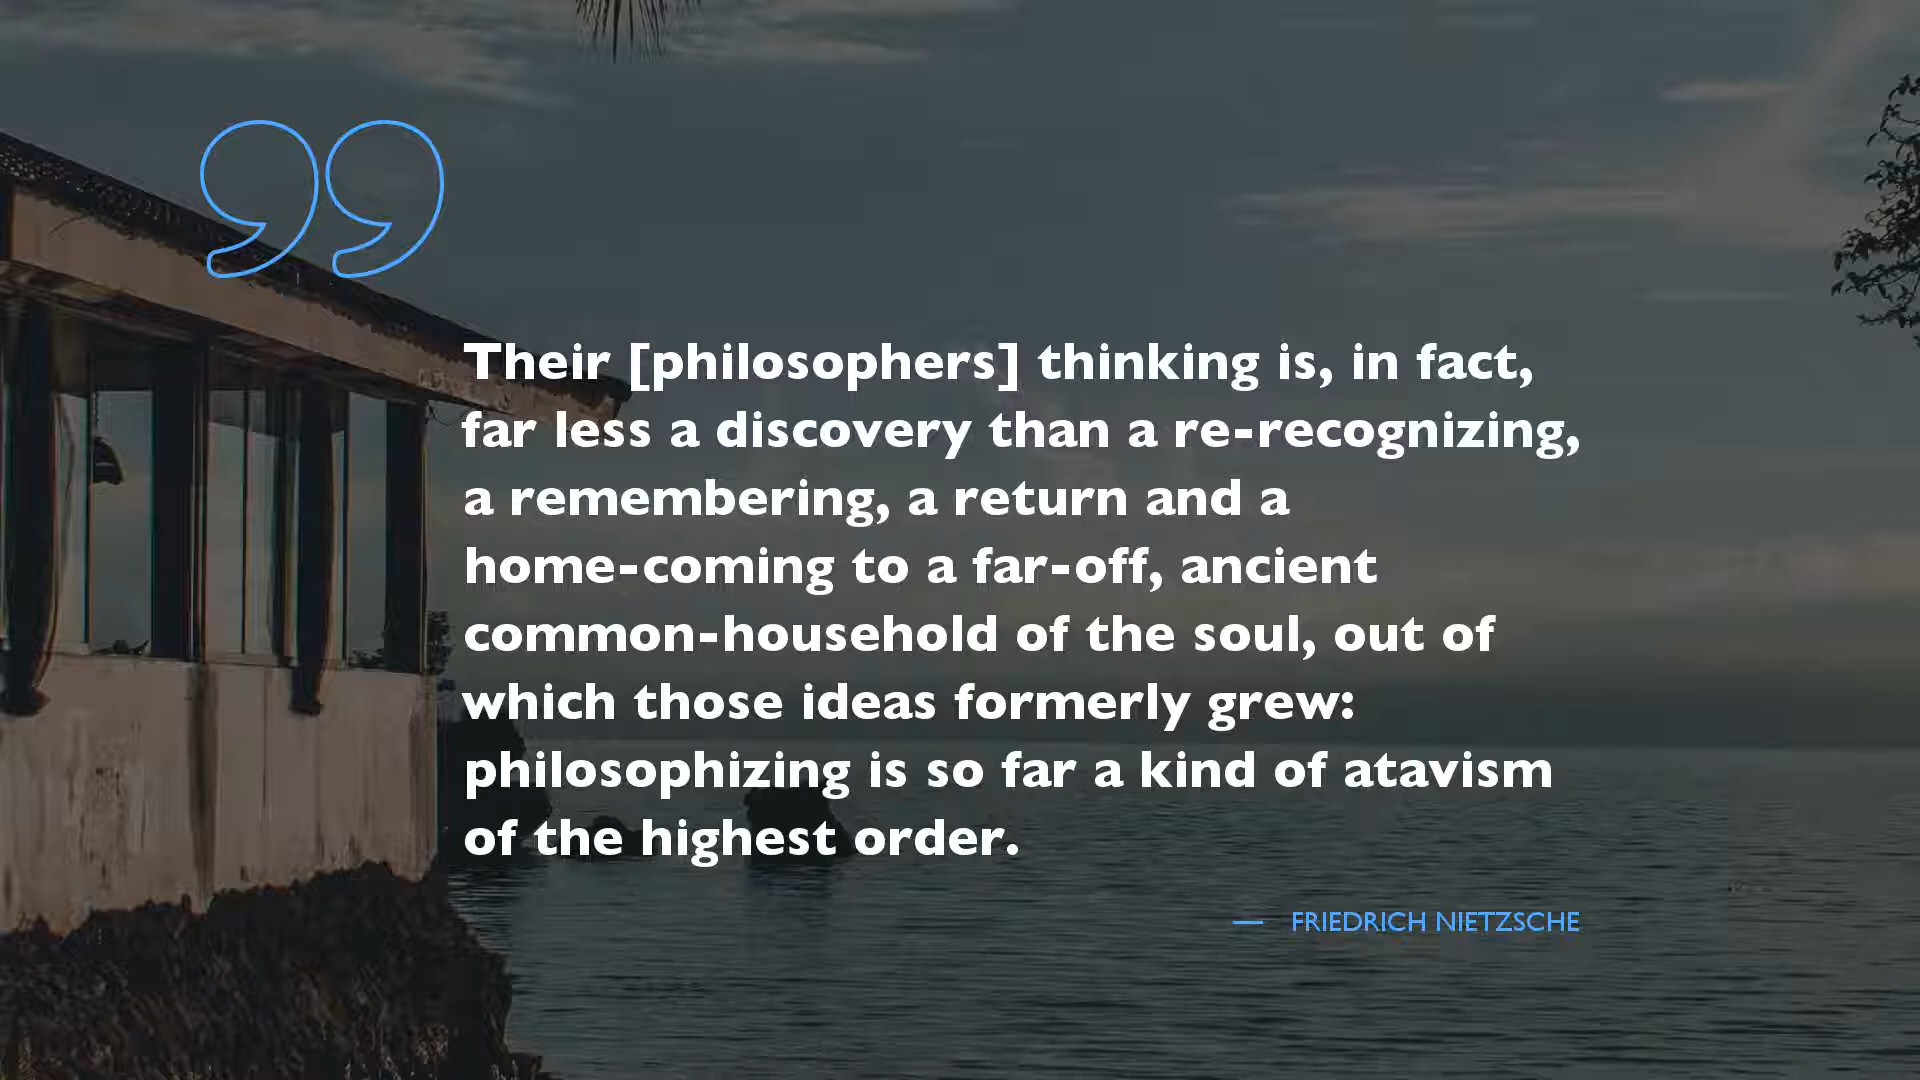 Their [philosophers] thinking is, in fact,
far less a discovery than a re-recognizing,
a remembering, a return and a
home-coming to a far-off, ancient
common-household of the soul, out of
which those ideas formerly grew:
philosophizing is so far a kind of atavism
of the highest order.
— FRIEDRICH NIETZSCHE